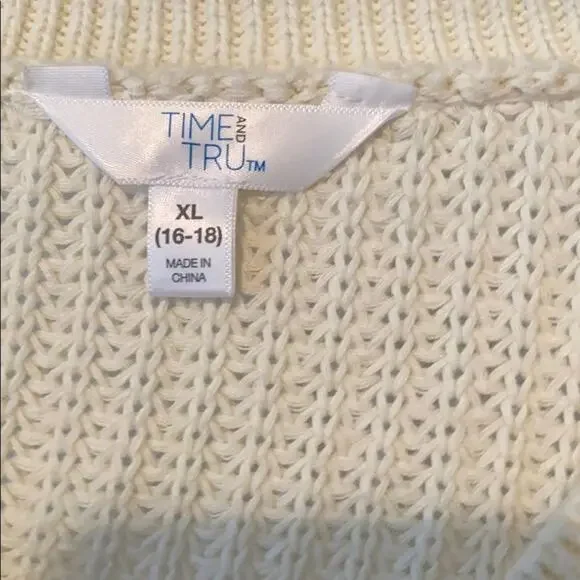 TIME AND
TRU™
XL
(16-18)
MADE IN
CHINA